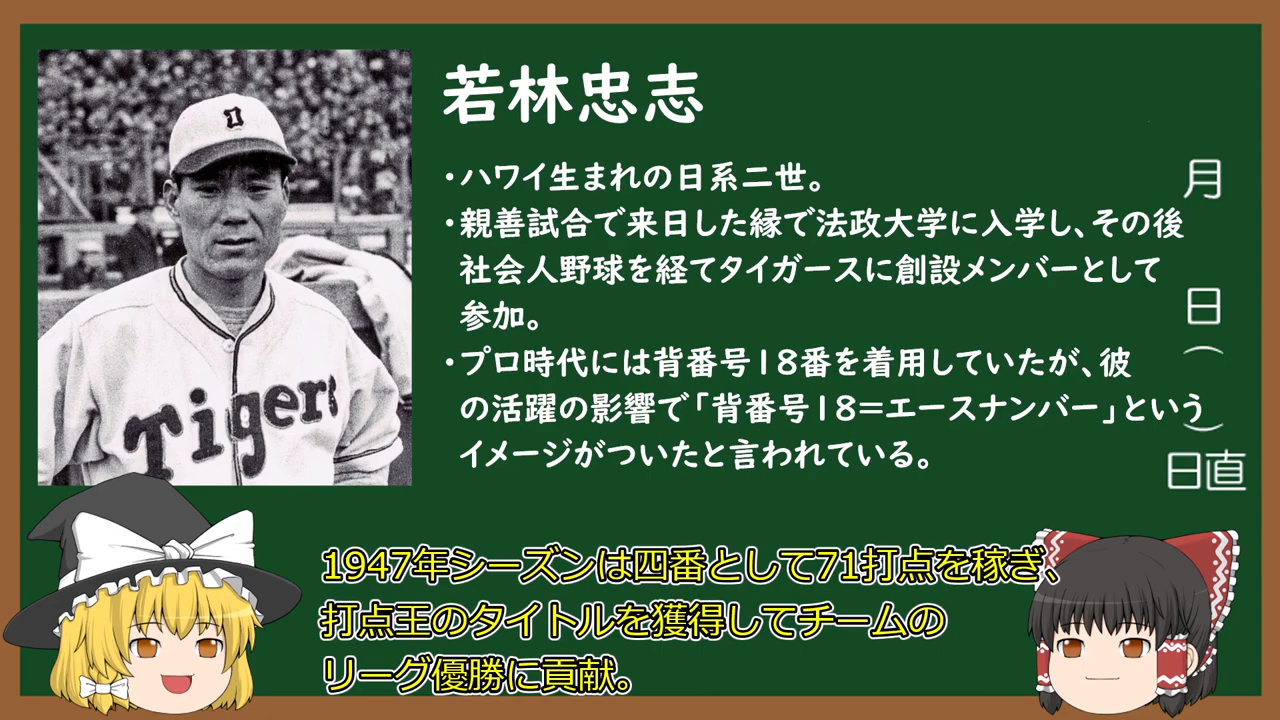 若林忠志
・ハワイ生まれの日系二世。
・親善試合で来日した縁で法政大学に入学し、その後
社会人野球を経てタイガースに創設メンバーとして
参加。
・プロ時代には背番号18番を着用していたが、彼
の活躍の影響で「背番号18=エースナンバー」という
イメージがついたと言われている。
月
日
（
）
日直
Tigers
1947年シーズンは四番として71打点を稼ぎ、
打点王のタイトルを獲得してチームの
リーグ優勝に貢献。